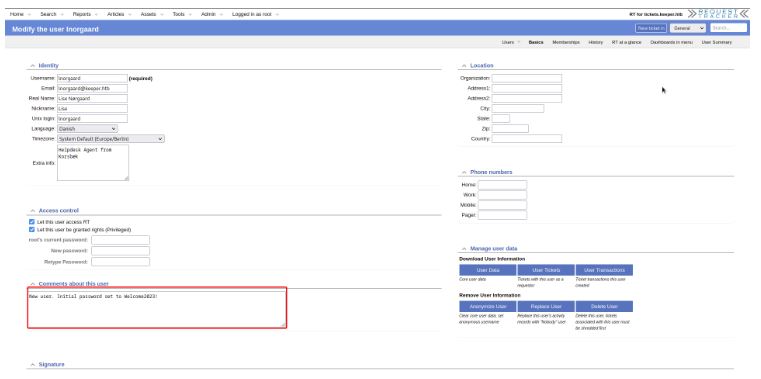 Home Search Reports Articles Assets Tools Admin Logged in as root
RT for tickets.keeper.htb REQUEST TRACKER
Modify the user lnorgaard
New ticket in General Search...
Users Basics Memberships History RT at a glance Dashboards in menu User Summary
Identity
Username: lnorgaard (required)
Email: lnorgaard@keeper.htb
Real Name: Lise Nørgaard
Nickname: Lise
Unix login: lnorgaard
Language: Danish
Timezone: System Default (Europe/Berlin)
Extra info: Helpdesk Agent from
Korsbæk
Access control
Let this user access RT
Let this user be granted rights (Privileged)
root's current password:
New password:
Retype Password:
Comments about this user
New user. Initial password set to Welcome2023!
Signature
Location
Organization:
Address1:
Address2:
City:
State:
Zip:
Country:
Phone numbers
Home:
Work:
Mobile:
Pager:
Manage user data
Download User Information
User Data User Tickets User Transactions
Core user data
Tickets with this user as a
requestor
Ticket transactions this user
created
Remove User Information
Anonymize User Replace User Delete User
Clear core user data, set
anonymous username
Replace this user's activity
records with "Nobody" user
Delete this user, tickets
associated with this user must
be shredded first